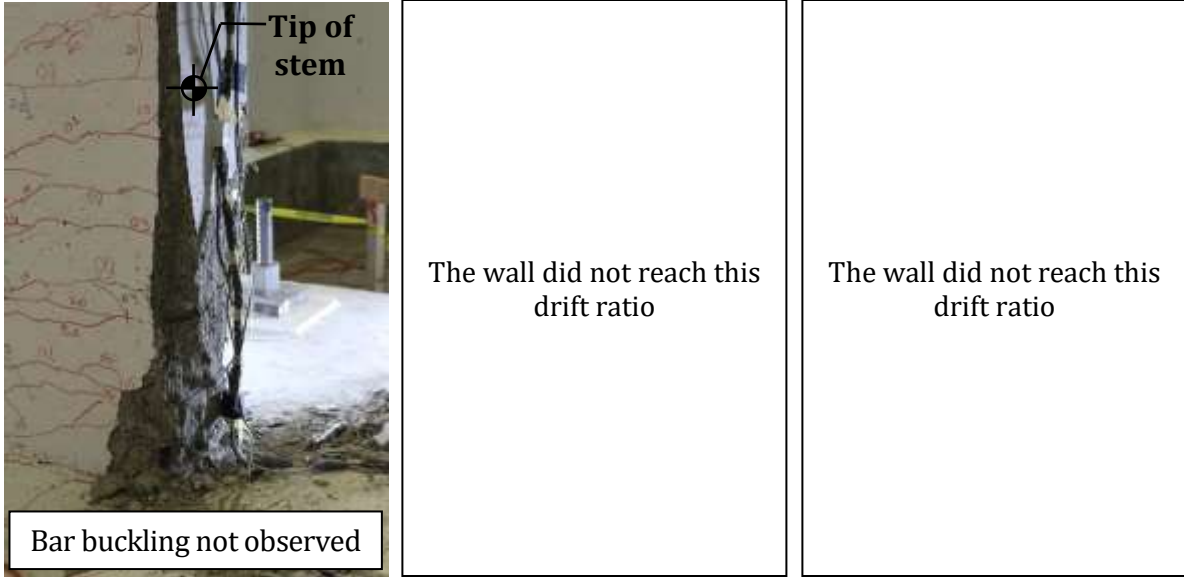 Tip of
stem
Bar buckling not observed
The wall did not reach this
drift ratio
The wall did not reach this
drift ratio